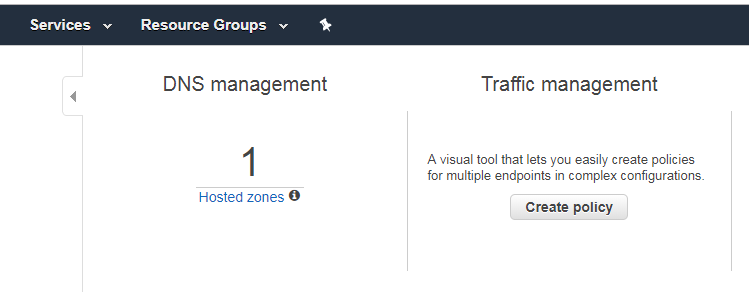 Services Resource Groups
DNS management
1
Hosted zones
Traffic management
A visual tool that lets you easily create policies
for multiple endpoints in complex configurations.
Create policy